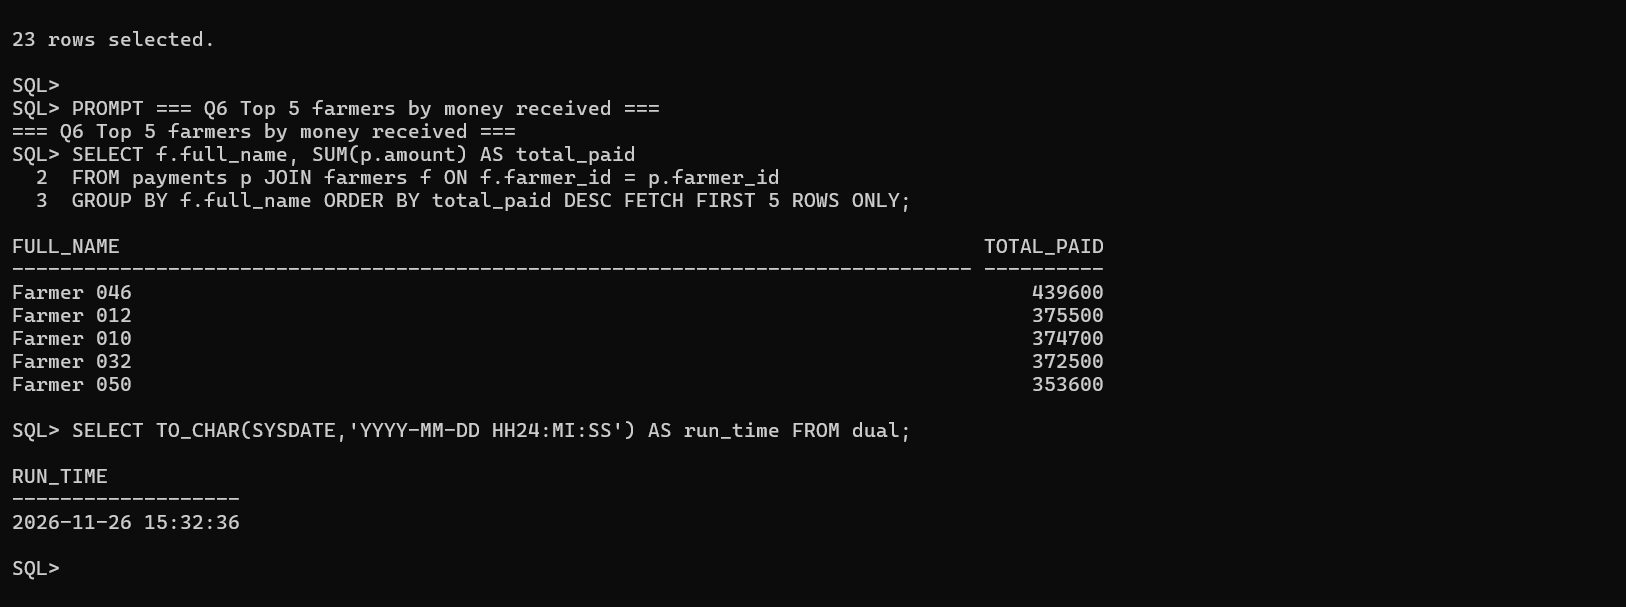 23 rows selected.
SQL>
SQL> PROMPT === Q6 Top 5 farmers by money received ===
=== Q6 Top 5 farmers by money received ===
SQL> SELECT f.full_name, SUM(p.amount) AS total_paid
  2  FROM payments p JOIN farmers f ON f.farmer_id = p.farmer_id
  3  GROUP BY f.full_name ORDER BY total_paid DESC FETCH FIRST 5 ROWS ONLY;
FULL_NAME                                                                        TOTAL_PAID
-------------------------------------------------------------------------------- ----------
Farmer 046                                                                           439600
Farmer 012                                                                           375500
Farmer 010                                                                           374700
Farmer 032                                                                           372500
Farmer 050                                                                           353600
SQL> SELECT TO_CHAR(SYSDATE,'YYYY-MM-DD HH24:MI:SS') AS run_time FROM dual;
RUN_TIME
-------------------
2026-11-26 15:32:36
SQL>